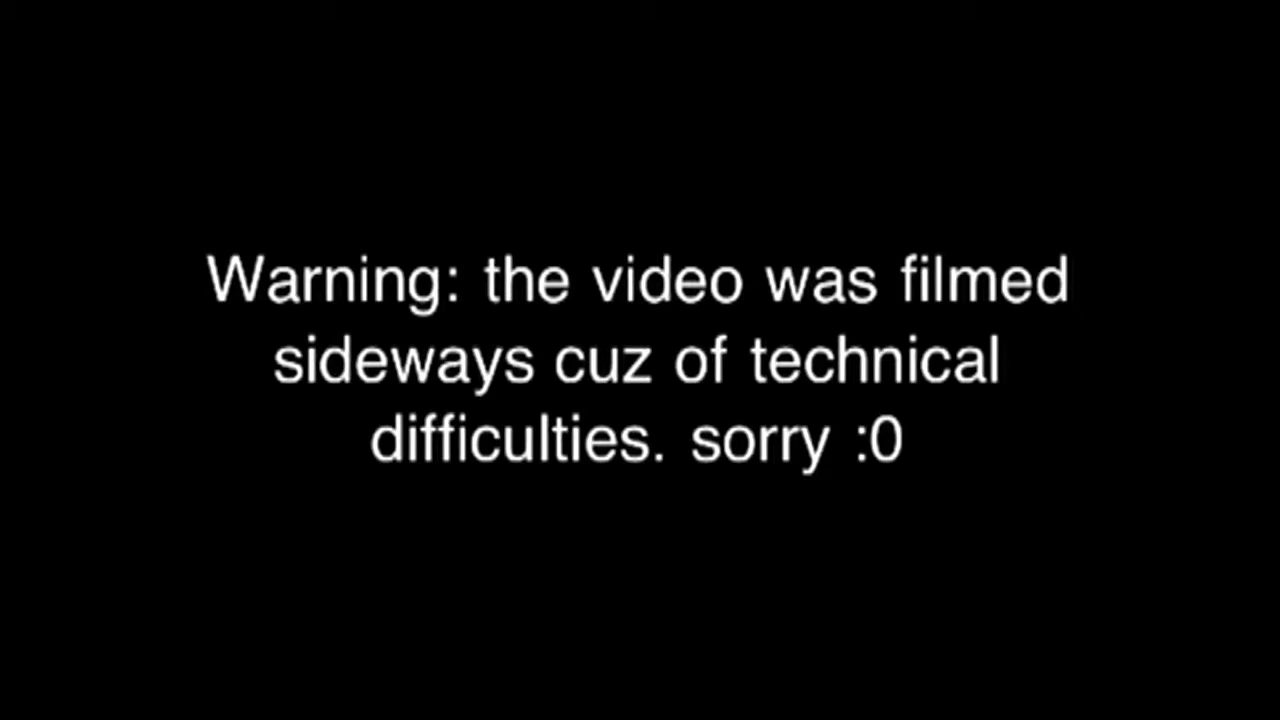 Warning: the video was filmed
sideways cuz of technical
difficulties. sorry :0